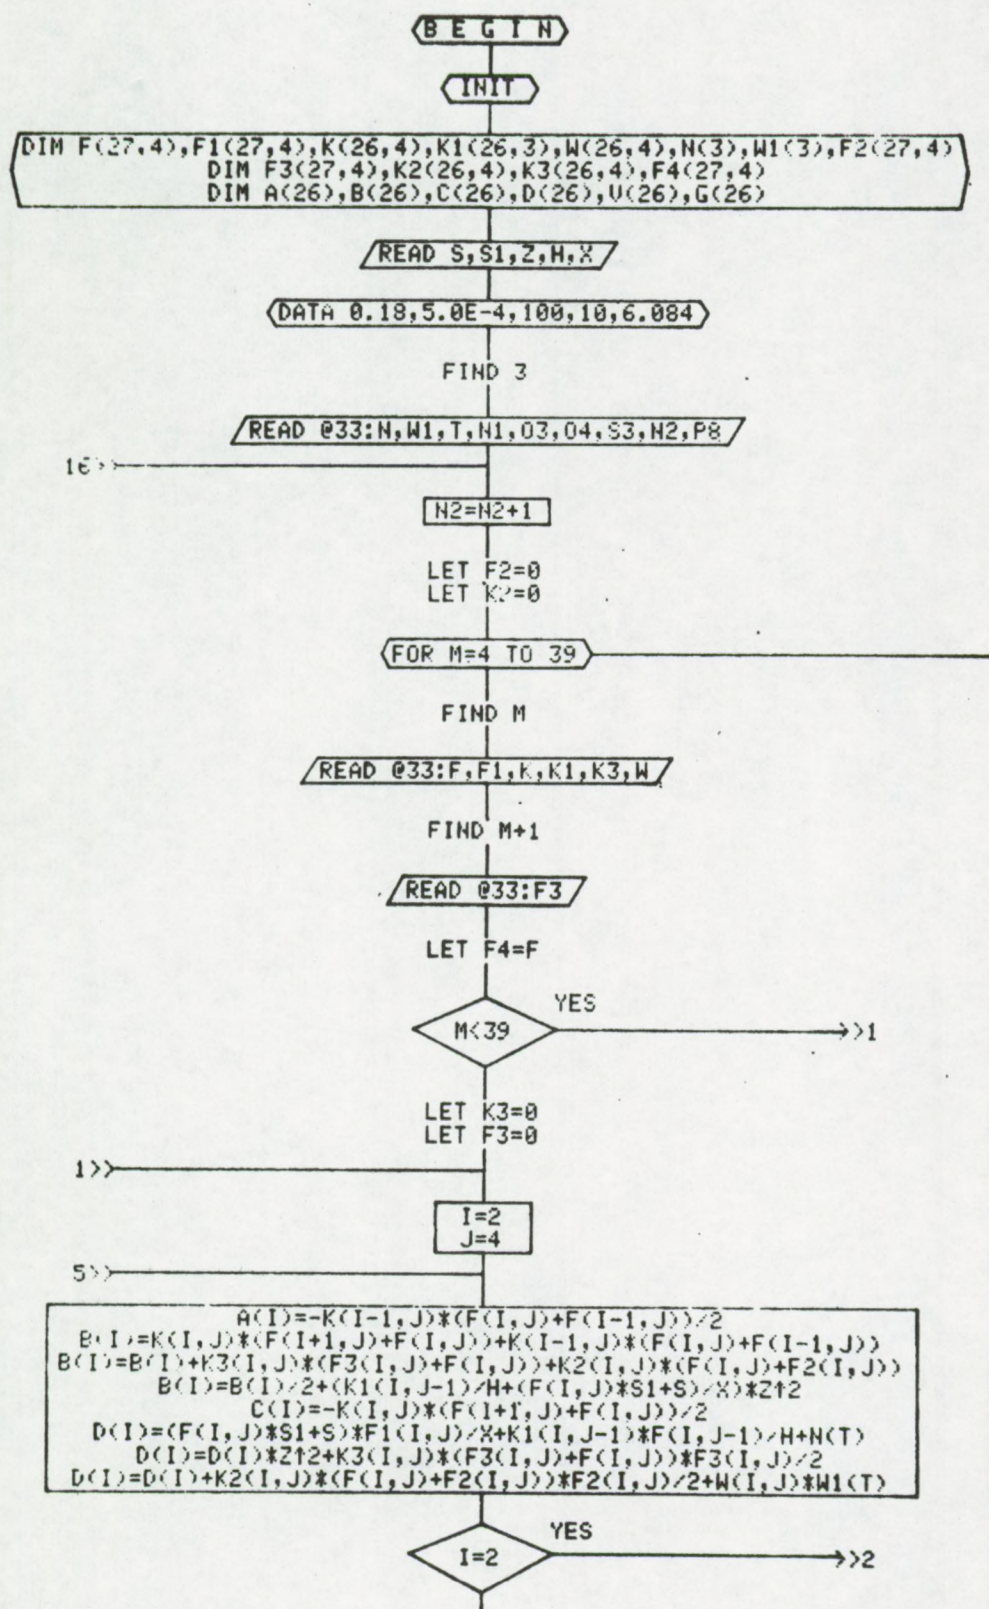 B E G I N
INIT
DIM F(27,4),F1(27,4),K(26,4),K1(26,3),W(26,4),N(3),W1(3),F2(27,4)
DIM F3(27,4),K2(26,4),K3(26,4),F4(27,4)
DIM A(26),B(26),C(26),D(26),V(26),G(26)
READ S,S1,Z,H,X
DATA 0.18,5.0E-4,100,10,6.084
FIND 3
READ @33:N,W1,T,N1,O3,O4,S3,N2,P8
16>>
N2=N2+1
LET F2=0
LET K2=0
FOR M=4 TO 39
FIND M
READ @33:F,F1,K,K1,K3,W
FIND M+1
READ @33:F3
LET F4=F
YES
M<39
>>1
LET K3=0
LET F3=0
1>>
I=2
J=4
5>>
A(I)=-K(I-1,J)*(F(I,J)+F(I-1,J))/2
B(I)=K(I,J)*(F(I+1,J)+F(I,J))+K(I-1,J)*(F(I,J)+F(I-1,J))
B(I)=B(I)+K3(I,J)*(F3(I,J)+F(I,J))+K2(I,J)*(F(I,J)+F2(I,J))
B(I)=B(I)/2+(K1(I,J-1)/H+(F(I,J)*S1+S)/X)*Z↑2
C(I)=-K(I,J)*(F(I+1,J)+F(I,J))/2
D(I)=(F(I,J)*S1+S)*F1(I,J)/X+K1(I,J-1)*F(I,J-1)/H+N(T)
D(I)=D(I)*Z↑2+K3(I,J)*(F3(I,J)+F(I,J))*F3(I,J)/2
D(I)=D(I)+K2(I,J)*(F(I,J)+F2(I,J))*F2(I,J)/2+W(I,J)*W1(T)
YES
I=2
>>2